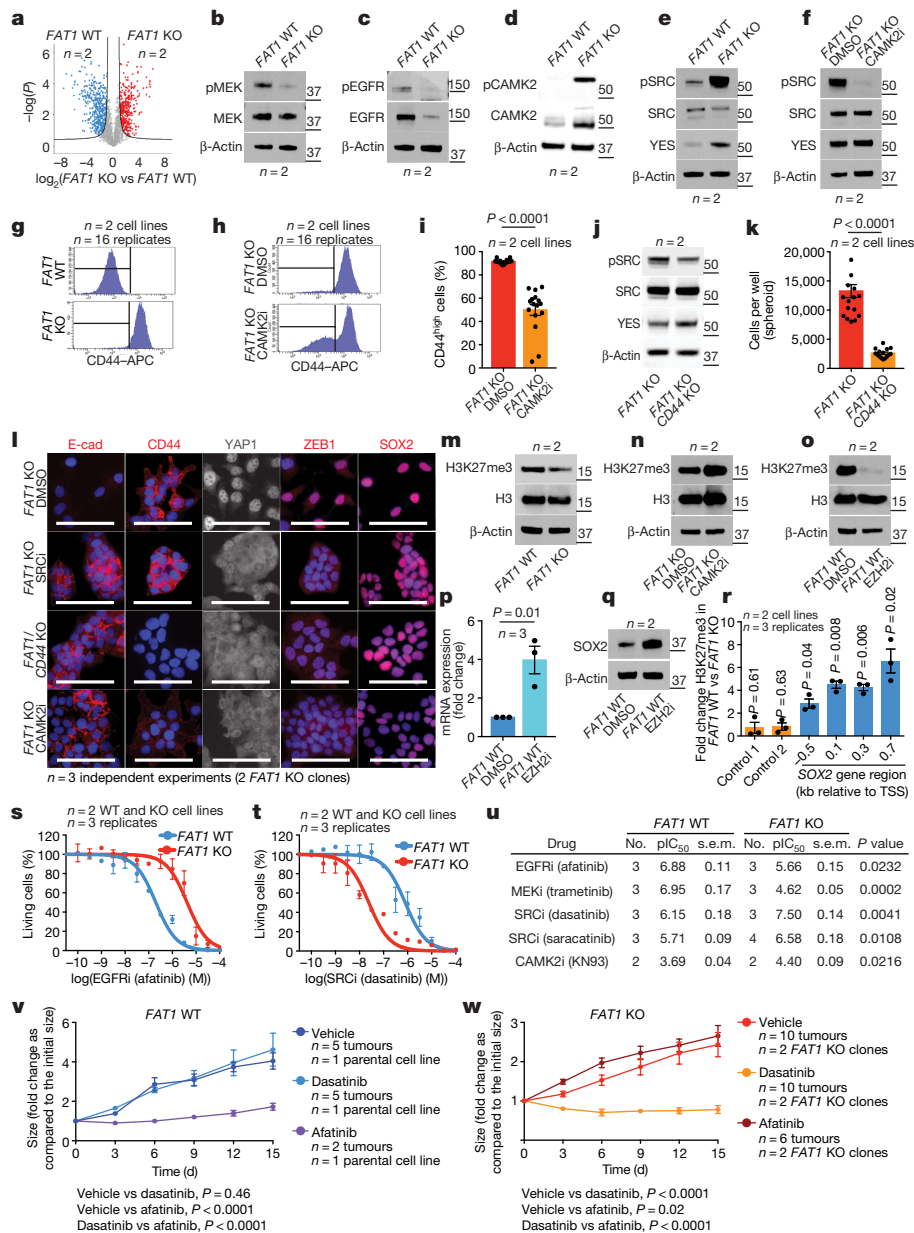 a
FAT1 WT FAT1 KO
n = 2 n = 2
–log(P)
6.0
4.0
2.0
0
–8 –4 0 4 8
log2(FAT1 KO vs FAT1 WT)
b
FAT1 WT
FAT1 KO
pMEK
37
MEK
37
β-Actin
37
n = 2
c
FAT1 WT
FAT1 KO
pEGFR
150
EGFR
150
β-Actin
37
n = 2
d
FAT1 WT
FAT1 KO
pCAMK2
50
CAMK2
50
β-Actin
37
n = 2
e
FAT1 WT
FAT1 KO
pSRC
50
SRC
50
YES
50
β-Actin
37
n = 2
f
FAT1 KO
DMSO
FAT1 KO
CAMK2i
pSRC
50
SRC
50
YES
50
β-Actin
37
n = 2
g
n = 2 cell lines
n = 16 replicates
FAT1
WT
FAT1
KO
CD44–APC
h
n = 2 cell lines
n = 16 replicates
FAT1 KO
DMSO
FAT1 KO
CAMK2i
CD44–APC
i
P < 0.0001
n = 2 cell lines
CD44high cells (%)
100
80
60
40
20
0
FAT1 KO
DMSO
FAT1 KO
CAMK2i
j
n = 2
pSRC
50
SRC
50
YES
50
β-Actin
37
FAT1 KO
FAT1 KO
CD44 KO
k
P < 0.0001
n = 2 cell lines
Cells per well
(spheroid)
20,000
15,000
10,000
5,000
0
FAT1 KO
FAT1 KO
CD44 KO
l
E-cad CD44 YAP1 ZEB1 SOX2
FAT1 KO
DMSO
FAT1 KO
SRCi
FAT1/
CD44 KO
FAT1 KO
CAMK2i
n = 3 independent experiments (2 FAT1 KO clones)
m
n = 2
H3K27me3
15
H3
15
β-Actin
37
FAT1 WT
FAT1 KO
n
n = 2
H3K27me3
15
H3
15
β-Actin
37
FAT1 KO
DMSO
FAT1 KO
CAMK2i
o
n = 2
H3K27me3
15
H3
15
β-Actin
37
FAT1 WT
DMSO
FAT1 WT
EZH2i
p
P = 0.01
n = 3
mRNA expression
(fold change)
6
4
2
0
FAT1 WT
DMSO
FAT1 WT
EZH2i
q
n = 2
SOX2
37
β-Actin
37
FAT1 WT
DMSO
FAT1 WT
EZH2i
r
n = 2 cell lines
n = 3 replicates
Fold change H3K27me3 in
FAT1 WT vs FAT1 KO
10
8
6
4
2
0
P = 0.61
P = 0.63
P = 0.04
P = 0.008
P = 0.006
P = 0.02
Control 1
Control 2
–0.5
0.1
0.3
0.7
SOX2 gene region
(kb relative to TSS)
s
n = 2 WT and KO cell lines
n = 3 replicates
FAT1 WT
FAT1 KO
Living cells (%)
120
100
80
60
40
20
0
–10 –9 –8 –7 –6 –5 –4
log(EGFRi (afatinib) (M))
t
n = 2 WT and KO cell lines
n = 3 replicates
FAT1 WT
FAT1 KO
Living cells (%)
120
100
80
60
40
20
0
–10 –9 –8 –7 –6 –5 –4
log(SRCi (dasatinib) (M))
u
FAT1 WT FAT1 KO
Drug No. pIC50 s.e.m. No. pIC50 s.e.m. P value
EGFRi (afatinib) 3 6.88 0.11 3 5.66 0.15 0.0232
MEKi (trametinib) 3 6.95 0.17 3 4.62 0.05 0.0002
SRCi (dasatinib) 3 6.15 0.18 3 7.50 0.14 0.0041
SRCi (saracatinib) 3 5.71 0.09 4 6.58 0.18 0.0108
CAMK2i (KN93) 2 3.69 0.04 2 4.40 0.09 0.0216
v
FAT1 WT
Size (fold change as
compared to the initial size)
6
4
2
0
0 3 6 9 12 15
Time (d)
Vehicle
n = 5 tumours
n = 1 parental cell line
Dasatinib
n = 5 tumours
n = 1 parental cell line
Afatinib
n = 2 tumours
n = 1 parental cell line
Vehicle vs dasatinib, P = 0.46
Vehicle vs afatinib, P < 0.0001
Dasatinib vs afatinib, P < 0.0001
w
FAT1 KO
Size (fold change as
compared to the initial size)
3
2
1
0
0 3 6 9 12 15
Time (d)
Vehicle
n = 10 tumours
n = 2 FAT1 KO clones
Dasatinib
n = 10 tumours
n = 2 FAT1 KO clones
Afatinib
n = 6 tumours
n = 2 FAT1 KO clones
Vehicle vs dasatinib, P < 0.0001
Vehicle vs afatinib, P = 0.02
Dasatinib vs afatinib, P < 0.0001